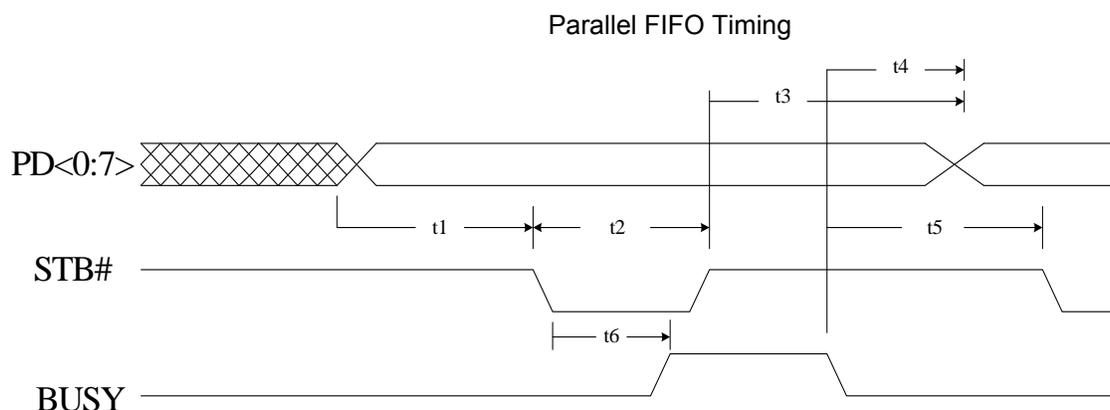 Parallel FIFO Timing
t4
t3
PD<0:7>
t1 t2 t5
STB#
t6
BUSY